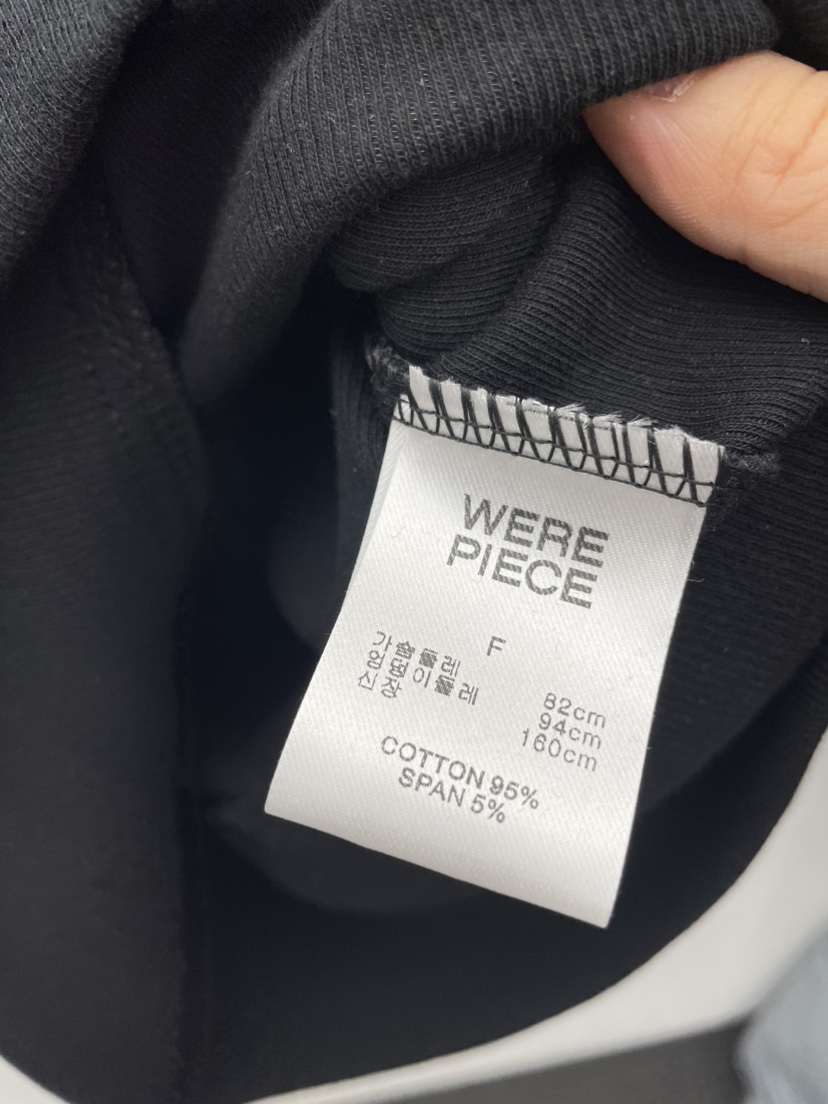 WERE
PIECE
F
가슴둘레 82cm
엉덩이둘레 94cm
신장 160cm
COTTON 95%
SPAN 5%